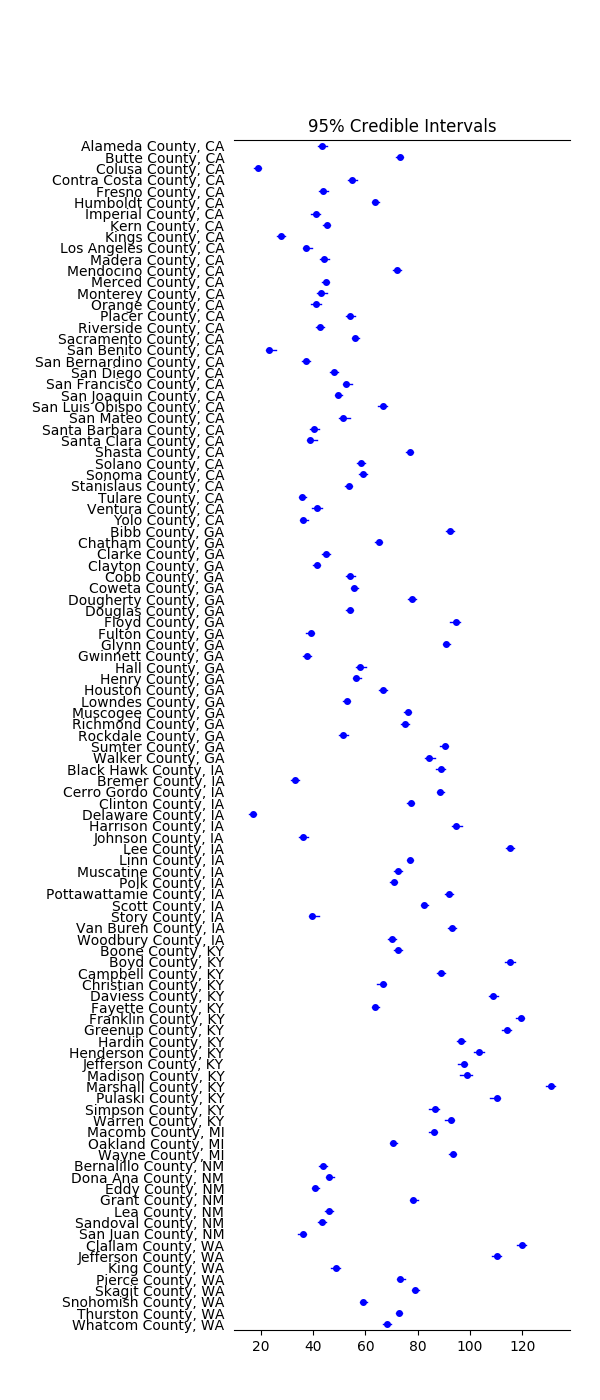 95% Credible Intervals
Alameda County, CA
Butte County, CA
Colusa County, CA
Contra Costa County, CA
Fresno County, CA
Humboldt County, CA
Imperial County, CA
Kern County, CA
Kings County, CA
Los Angeles County, CA
Madera County, CA
Mendocino County, CA
Merced County, CA
Monterey County, CA
Orange County, CA
Placer County, CA
Riverside County, CA
Sacramento County, CA
San Benito County, CA
San Bernardino County, CA
San Diego County, CA
San Francisco County, CA
San Joaquin County, CA
San Luis Obispo County, CA
San Mateo County, CA
Santa Barbara County, CA
Santa Clara County, CA
Shasta County, CA
Solano County, CA
Sonoma County, CA
Stanislaus County, CA
Tulare County, CA
Ventura County, CA
Yolo County, CA
Bibb County, GA
Chatham County, GA
Clarke County, GA
Clayton County, GA
Cobb County, GA
Coweta County, GA
Dougherty County, GA
Douglas County, GA
Floyd County, GA
Fulton County, GA
Glynn County, GA
Gwinnett County, GA
Hall County, GA
Henry County, GA
Houston County, GA
Lowndes County, GA
Muscogee County, GA
Richmond County, GA
Rockdale County, GA
Sumter County, GA
Walker County, GA
Black Hawk County, IA
Bremer County, IA
Cerro Gordo County, IA
Clinton County, IA
Delaware County, IA
Harrison County, IA
Johnson County, IA
Lee County, IA
Linn County, IA
Muscatine County, IA
Polk County, IA
Pottawattamie County, IA
Scott County, IA
Story County, IA
Van Buren County, IA
Woodbury County, IA
Boone County, KY
Boyd County, KY
Campbell County, KY
Christian County, KY
Daviess County, KY
Fayette County, KY
Franklin County, KY
Greenup County, KY
Hardin County, KY
Henderson County, KY
Jefferson County, KY
Madison County, KY
Marshall County, KY
Pulaski County, KY
Simpson County, KY
Warren County, KY
Macomb County, MI
Oakland County, MI
Wayne County, MI
Bernalillo County, NM
Dona Ana County, NM
Eddy County, NM
Grant County, NM
Lea County, NM
Sandoval County, NM
San Juan County, NM
Clallam County, WA
Jefferson County, WA
King County, WA
Pierce County, WA
Skagit County, WA
Snohomish County, WA
Thurston County, WA
Whatcom County, WA
20 40 60 80 100 120